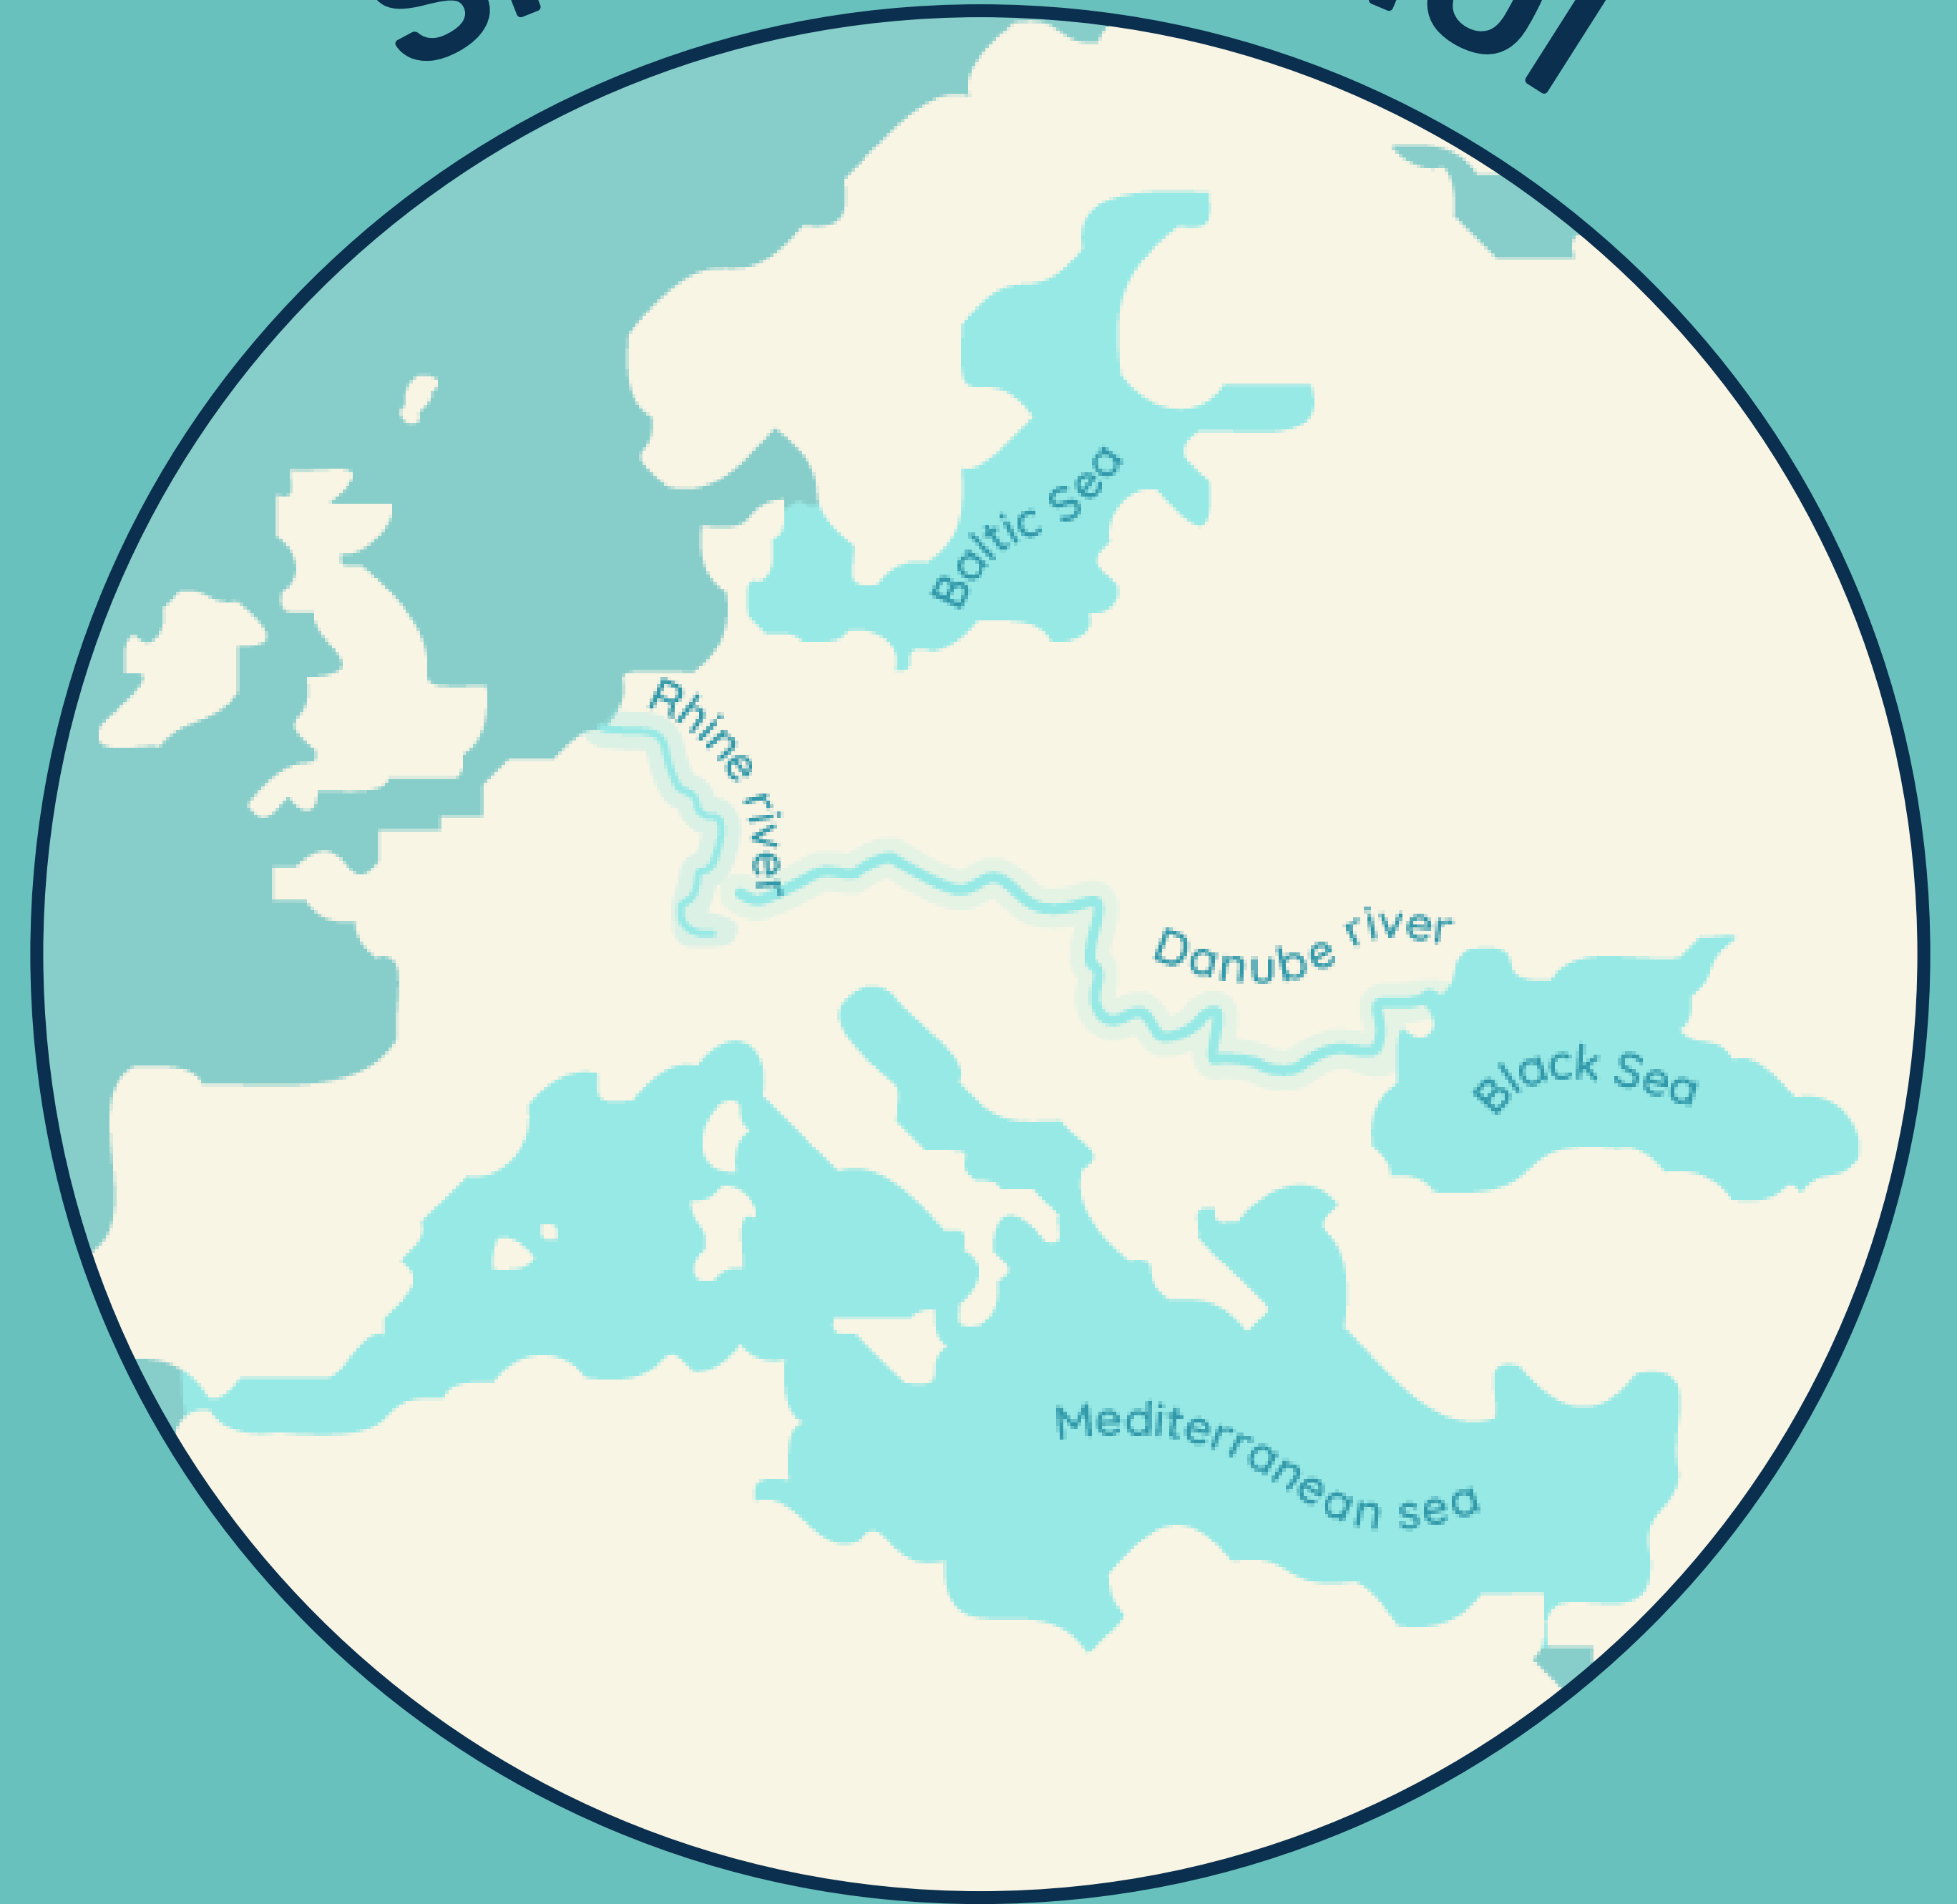 Baltic Sea
Rhine river
Danube river
Black Sea
Mediterranean sea